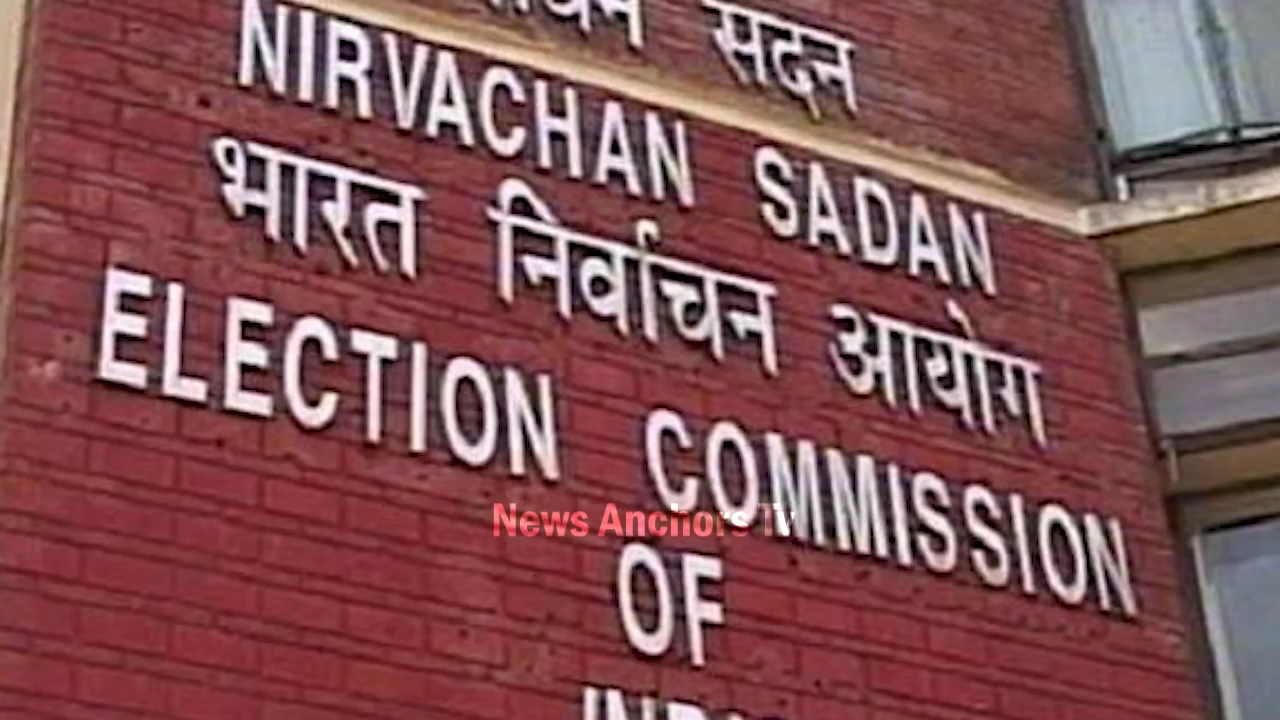 सदन
NIRVACHAN SADAN
भारत निर्वाचन आयोग
ELECTION COMMISSION
News Anchors Tv
OF